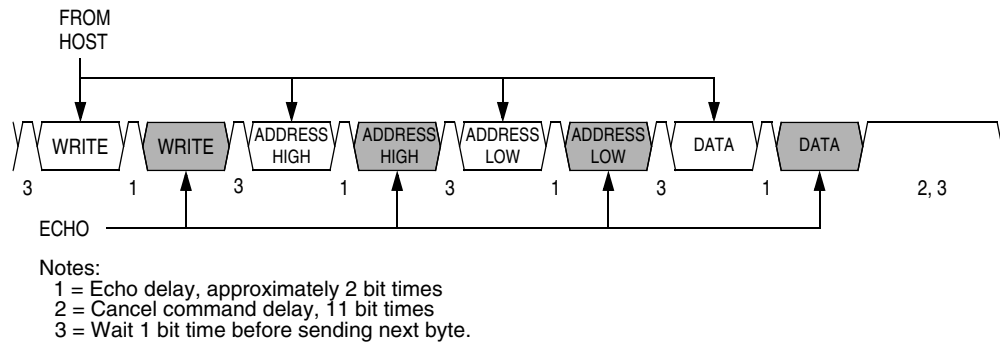 FROM
HOST
WRITE WRITE ADDRESS HIGH ADDRESS HIGH ADDRESS LOW ADDRESS LOW DATA DATA
3 1 3 1 3 1 3 1 2, 3
ECHO
Notes:
1 = Echo delay, approximately 2 bit times
2 = Cancel command delay, 11 bit times
3 = Wait 1 bit time before sending next byte.